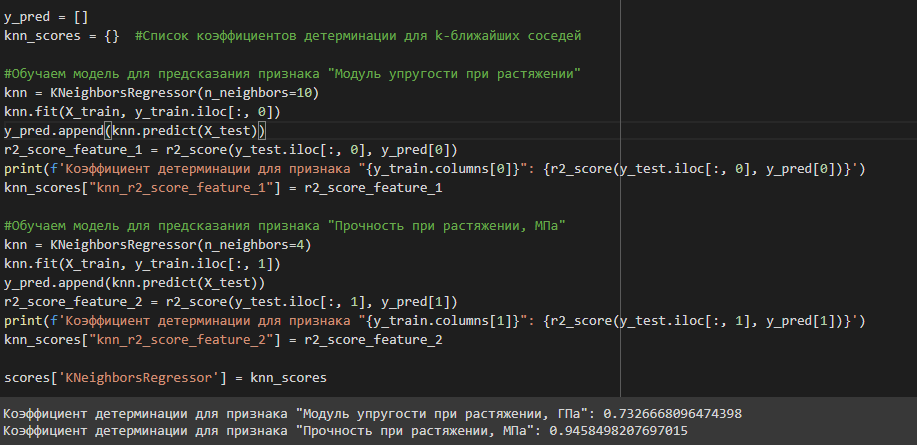 y_pred = []
knn_scores = {}  #Список коэффициентов детерминации для k-ближайших соседей
#Обучаем модель для предсказания признака "Модуль упругости при растяжении"
knn = KNeighborsRegressor(n_neighbors=10)
knn.fit(X_train, y_train.iloc[:, 0])
y_pred.append(knn.predict(X_test))
r2_score_feature_1 = r2_score(y_test.iloc[:, 0], y_pred[0])
print(f'Коэффициент детерминации для признака "{y_train.columns[0]}": {r2_score(y_test.iloc[:, 0], y_pred[0])}')
knn_scores["knn_r2_score_feature_1"] = r2_score_feature_1
#Обучаем модель для предсказания признака "Прочность при растяжении, МПа"
knn = KNeighborsRegressor(n_neighbors=4)
knn.fit(X_train, y_train.iloc[:, 1])
y_pred.append(knn.predict(X_test))
r2_score_feature_2 = r2_score(y_test.iloc[:, 1], y_pred[1])
print(f'Коэффициент детерминации для признака "{y_train.columns[1]}": {r2_score(y_test.iloc[:, 1], y_pred[1])}')
knn_scores["knn_r2_score_feature_2"] = r2_score_feature_2
scores['KNeighborsRegressor'] = knn_scores
Коэффициент детерминации для признака "Модуль упругости при растяжении, ГПа": 0.7326668096474398
Коэффициент детерминации для признака "Прочность при растяжении, МПа": 0.9458498207697015